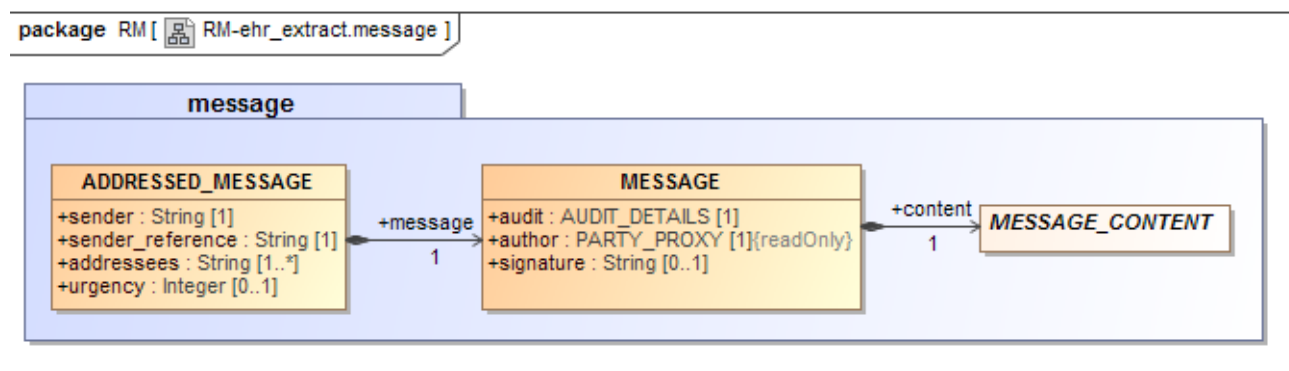 package RM [ RM-ehr_extract.message ]
message
ADDRESSED_MESSAGE
+sender : String [1]
+sender_reference : String [1]
+addressees : String [1..*]
+urgency : Integer [0..1]
+message
1
MESSAGE
+audit : AUDIT_DETAILS [1]
+author : PARTY_PROXY [1]{readOnly}
+signature : String [0..1]
+content
1
MESSAGE_CONTENT